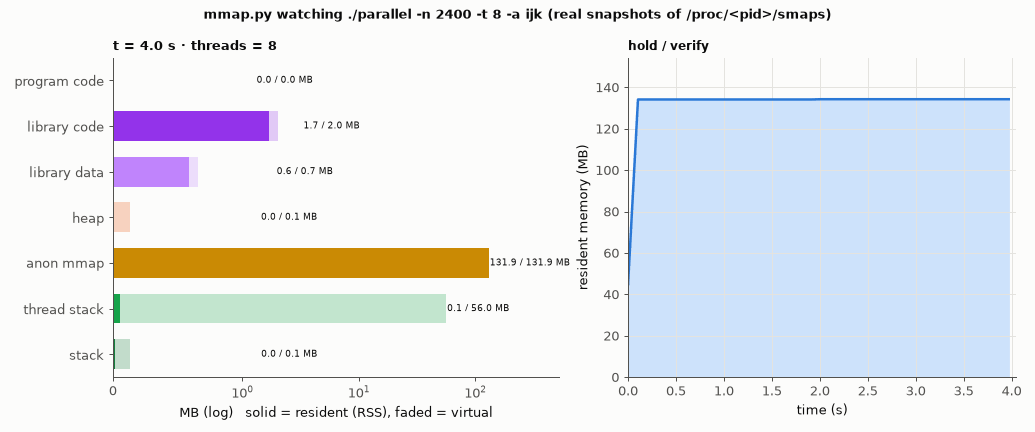 mmap.py watching ./parallel -n 2400 -t 8 -a ijk (real snapshots of /proc/<pid>/smaps)
t = 4.0 s · threads = 8
program code
0.0 / 0.0 MB
library code
1.7 / 2.0 MB
library data
0.6 / 0.7 MB
heap
0.0 / 0.1 MB
anon mmap
131.9 / 131.9 MB
thread stack
0.1 / 56.0 MB
stack
0.0 / 0.1 MB
0 10⁰ 10¹ 10²
MB (log) solid = resident (RSS), faded = virtual
hold / verify
resident memory (MB)
140
120
100
80
60
40
20
0
0.0 0.5 1.0 1.5 2.0 2.5 3.0 3.5 4.0
time (s)